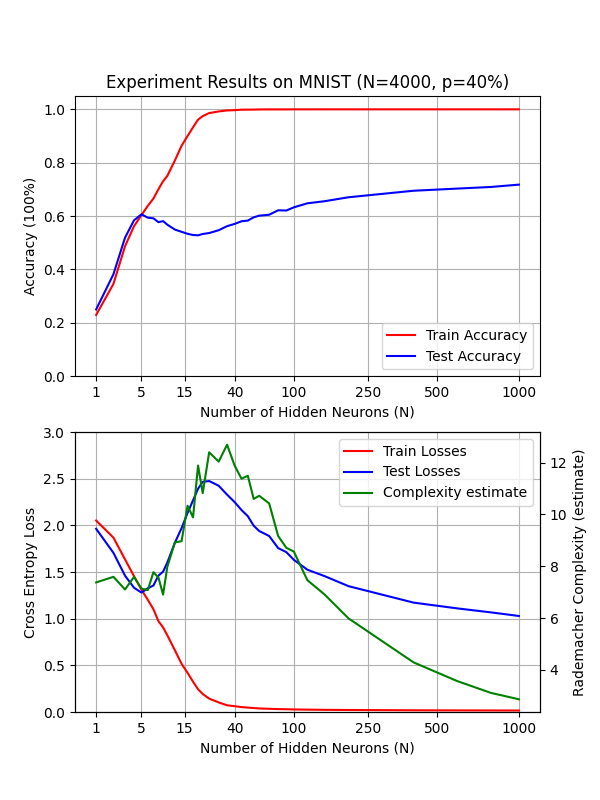 Experiment Results on MNIST (N=4000, p=40%)
Accuracy (100%)
1.0
0.8
0.6
0.4
0.2
0.0
Train Accuracy
Test Accuracy
1 5 15 40 100 250 500 1000
Number of Hidden Neurons (N)
Cross Entropy Loss
3.0
2.5
2.0
1.5
1.0
0.5
0.0
Train Losses
Test Losses
Complexity estimate
12
10
8
6
4
Rademacher Complexity (estimate)
1 5 15 40 100 250 500 1000
Number of Hidden Neurons (N)